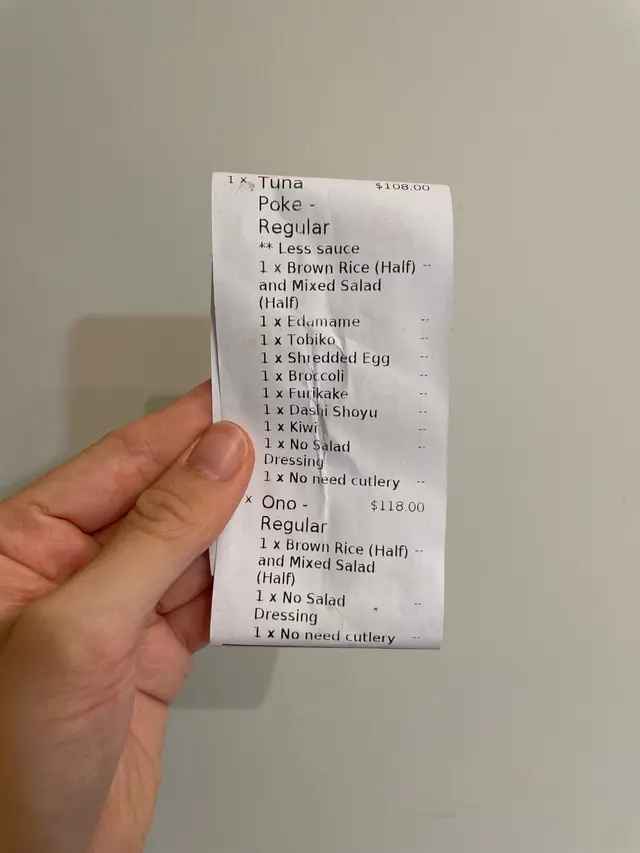 1 x Tuna $108.00
Poke -
Regular
** Less sauce
1 x Brown Rice (Half) --
and Mixed Salad
(Half)
1 x Edamame --
1 x Tobiko --
1 x Shredded Egg --
1 x Broccoli --
1 x Furikake --
1 x Dashi Shoyu --
1 x Kiwi --
1 x No Salad --
Dressing
1 x No need cutlery --
x Ono - $118.00
Regular
1 x Brown Rice (Half) --
and Mixed Salad
(Half)
1 x No Salad --
Dressing
1 x No need cutlery --